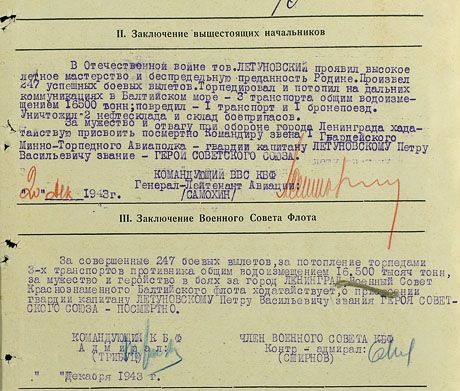 II. Заключение вышестоящих начальников
В Отечественной войне тов. ЛЕТУНОВСКИЙ проявил высокое
летное мастерство и беспредельную преданность Родине. Произвел
247 успешных боевых вылетов. Торпедировал и потопил на дальних
коммуникациях в Балтийском море – 3 транспорта общим водоизме-
щением 16500 тонн; повредил – 1 транспорт и 1 бронепоезд.
Уничтожил 2 нефтесклада и склад боеприпасов.
За мужество и отвагу при обороне города Ленинграда хода-
тайствую присвоить посмертно командиру звена 1 Гвардейского
Минно-Торпедного Авиаполка – гвардии капитану ЛЕТУНОВСКОМУ Петру
Васильевичу звание – ГЕРОЯ СОВЕТСКОГО СОЮЗА.
КОМАНДУЮЩИЙ ВВС КБФ
Генерал-Лейтенант Авиации:
"20" Дек. 1943г. /САМОХИН/
III. Заключение Военного Совета Флота
За совершенные 247 боевых вылетов, за потопление торпедами
3-х транспортов противника общим водоизмещением 16.500 тысяч тонн,
за мужество и геройство в боях за город ЛЕНИНГРАД Военный Совет
Краснознаменного Балтийского флота ходатайствует, о присвоении
гвардии капитану ЛЕТУНОВСКОМУ Петру Васильевичу звания ГЕРОЯ СОВЕТ-
СКОГО СОЮЗА – ПОСМЕРТНО.
КОМАНДУЮЩИЙ К Б Ф ЧЛЕН ВОЕННОГО СОВЕТА КБФ
А д м и р а л: Контр – адмирал:
(ТРИБУЦ) (СМИРНОВ)
" "Декабря 1943 г.